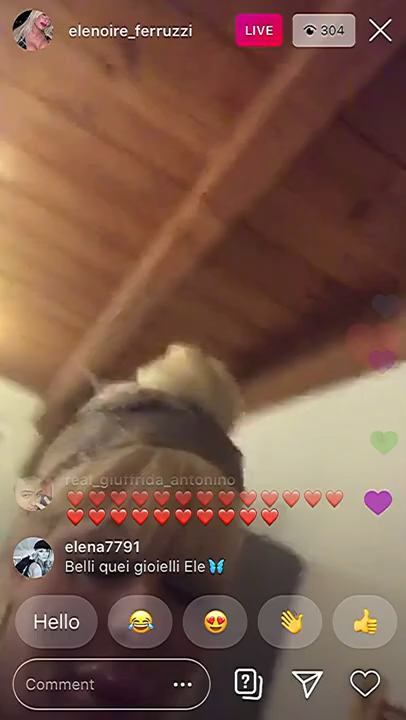 elenoire_ferruzzi LIVE 304
real_giuffrida_antonino
❤️❤️❤️❤️❤️❤️❤️❤️❤️❤️❤️❤️❤️
❤️❤️❤️❤️❤️❤️❤️❤️❤️❤️
elena7791
Belli quei gioielli Ele🦋
Hello 😂 😍 👋 👍
Comment